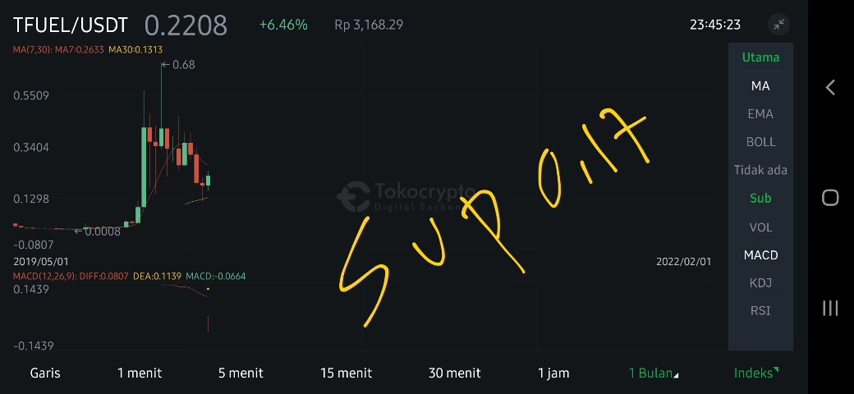 TFUEL/USDT 0.2208 +6.46% Rp 3,168.29 23:45:23
MA(7,30): MA7:0.2633 MA30:0.1313
0.68
0.5509
0.3404
0.1298
0.0008
-0.0807
2019/05/01 2022/02/01
MACD(12,26,9): DIFF:0.0807 DEA:0.1139 MACD:-0.0664
0.1439
-0.1439
Tokocrypto
Digital Exchange
Utama
MA
EMA
BOLL
Tidak ada
Sub
VOL
MACD
KDJ
RSI
Garis 1 menit 5 menit 15 menit 30 menit 1 jam 1 Bulan Indeks